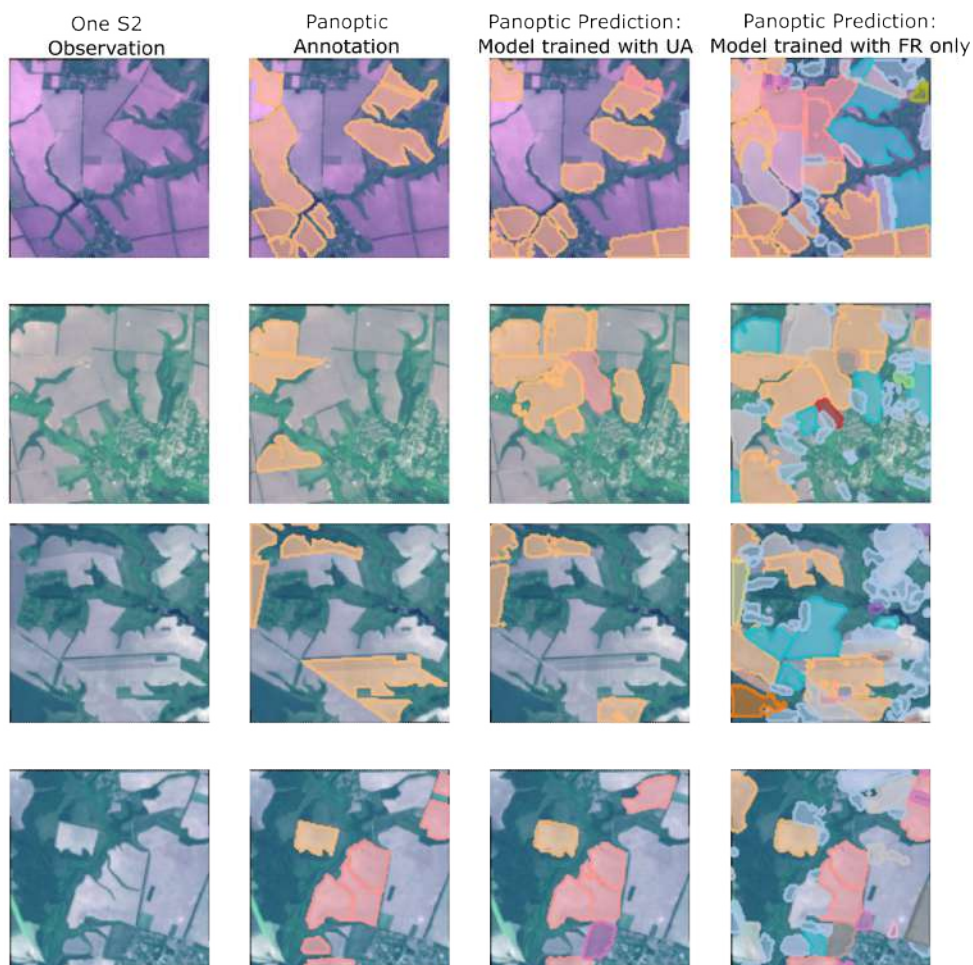 One S2
Observation
Panoptic
Annotation
Panoptic Prediction:
Model trained with UA
Panoptic Prediction:
Model trained with FR only